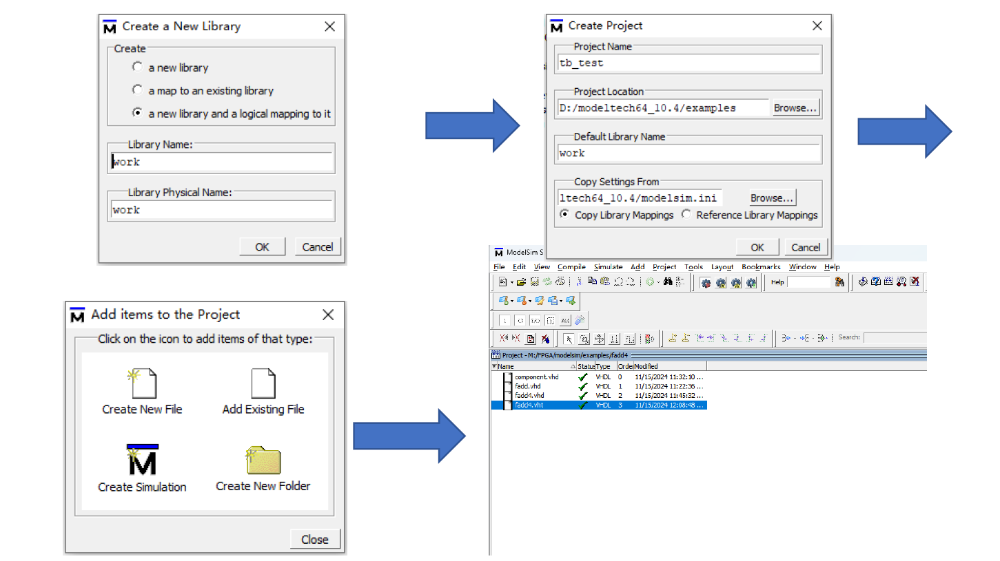 Create a New Library
Create
a new library
a map to an existing library
a new library and a logical mapping to it
Library Name:
work
Library Physical Name:
work
OK Cancel
Create Project
Project Name
tb_test
Project Location
D:/modeltech64_10.4/examples Browse...
Default Library Name
work
Copy Settings From
ltech64_10.4/modelsim.ini Browse...
Copy Library Mappings Reference Library Mappings
OK Cancel
Add items to the Project
Click on the icon to add items of that type:
Create New File Add Existing File
Create Simulation Create New Folder
Close
ModelSim S
File Edit View Compile Simulate Add Project Tools Layout Bookmarks Window Help
Help
ALL
Search:
Project - M:/FPGA/modelsim/examples/fadd4
Name Status Type Order Modified
component.vhd VHDL 0 11/15/2024 11:32:10 ...
fadd.vhd VHDL 1 11/15/2024 11:22:36 ...
fadd4.vhd VHDL 2 11/15/2024 11:45:32 ...
fadd4.vht VHDL 3 11/15/2024 12:08:48 ...